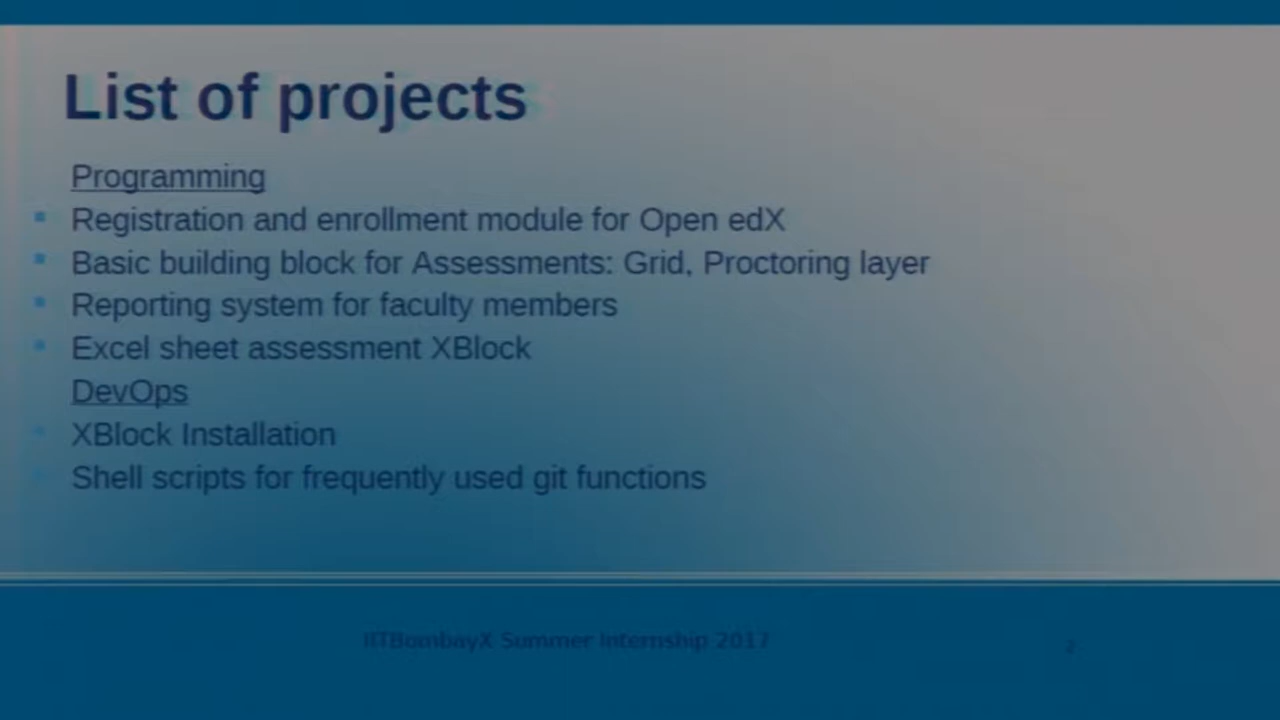 List of projects
Programming
Registration and enrollment module for Open edX
Basic building block for Assessments: Grid, Proctoring layer
Reporting system for faculty members
Excel sheet assessment XBlock
DevOps
XBlock Installation
Shell scripts for frequently used git functions
IITBombayX Summer Internship 2017
2